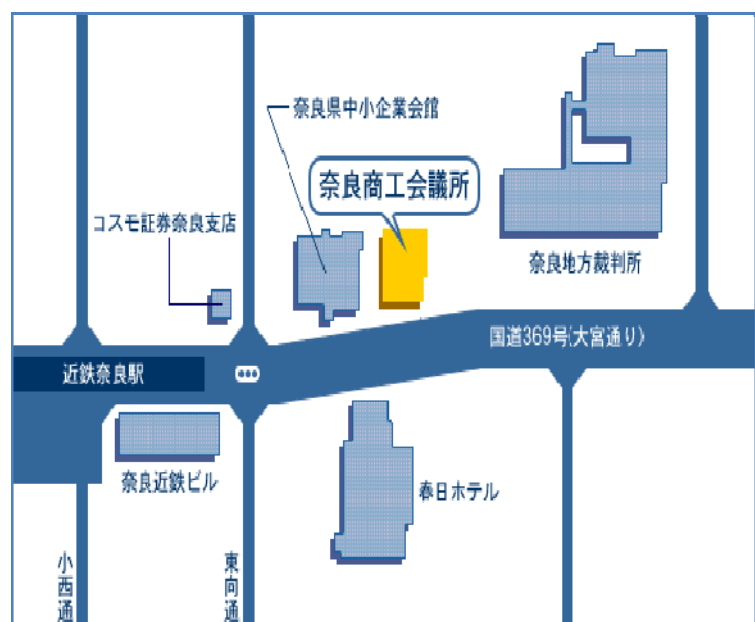 奈良県中小企業会館
奈良商工会議所
コスモ証券奈良支店
奈良地方裁判所
国道369号(大宮通り)
近鉄奈良駅
奈良近鉄ビル
春日ホテル
小西通
東向通